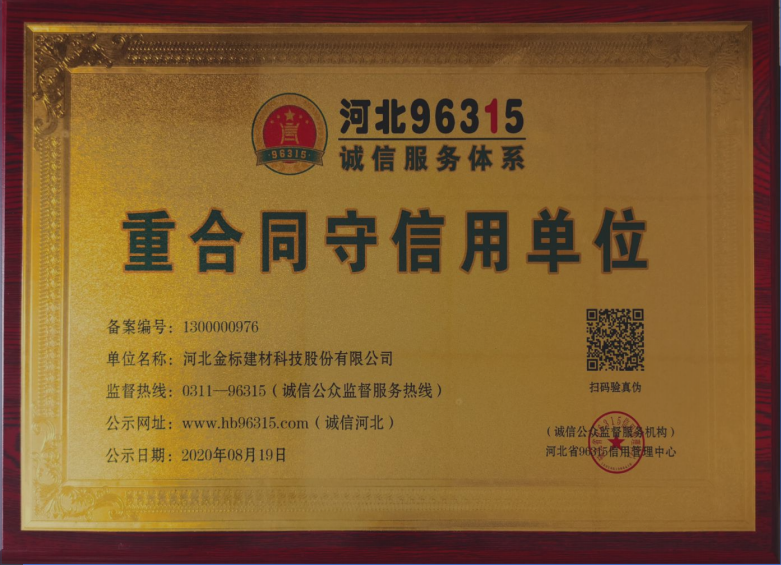 河北96315
诚信服务体系
96315
重合同守信用单位
备案编号：1300000976
单位名称：河北金标建材科技股份有限公司
监督热线：0311—96315（诚信公众监督服务热线）
公示网址：www.hb96315.com（诚信河北）
公示日期：2020年08月19日
扫码验真伪
（诚信公众监督服务机构）
河北省96315信用管理中心